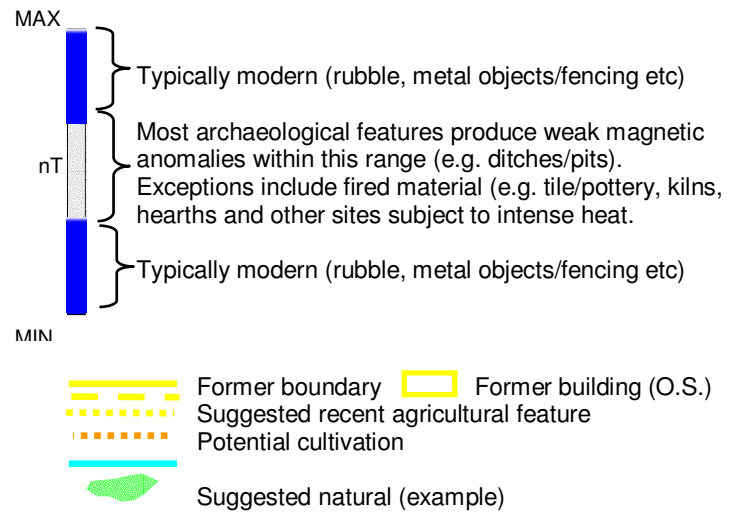 MAX
Typically modern (rubble, metal objects/fencing etc)
Most archaeological features produce weak magnetic
anomalies within this range (e.g. ditches/pits).
nT
Exceptions include fired material (e.g. tile/pottery, kilns,
hearths and other sites subject to intense heat.
Typically modern (rubble, metal objects/fencing etc)
MIN
Former boundary Former building (O.S.)
Suggested recent agricultural feature
Potential cultivation
Suggested natural (example)